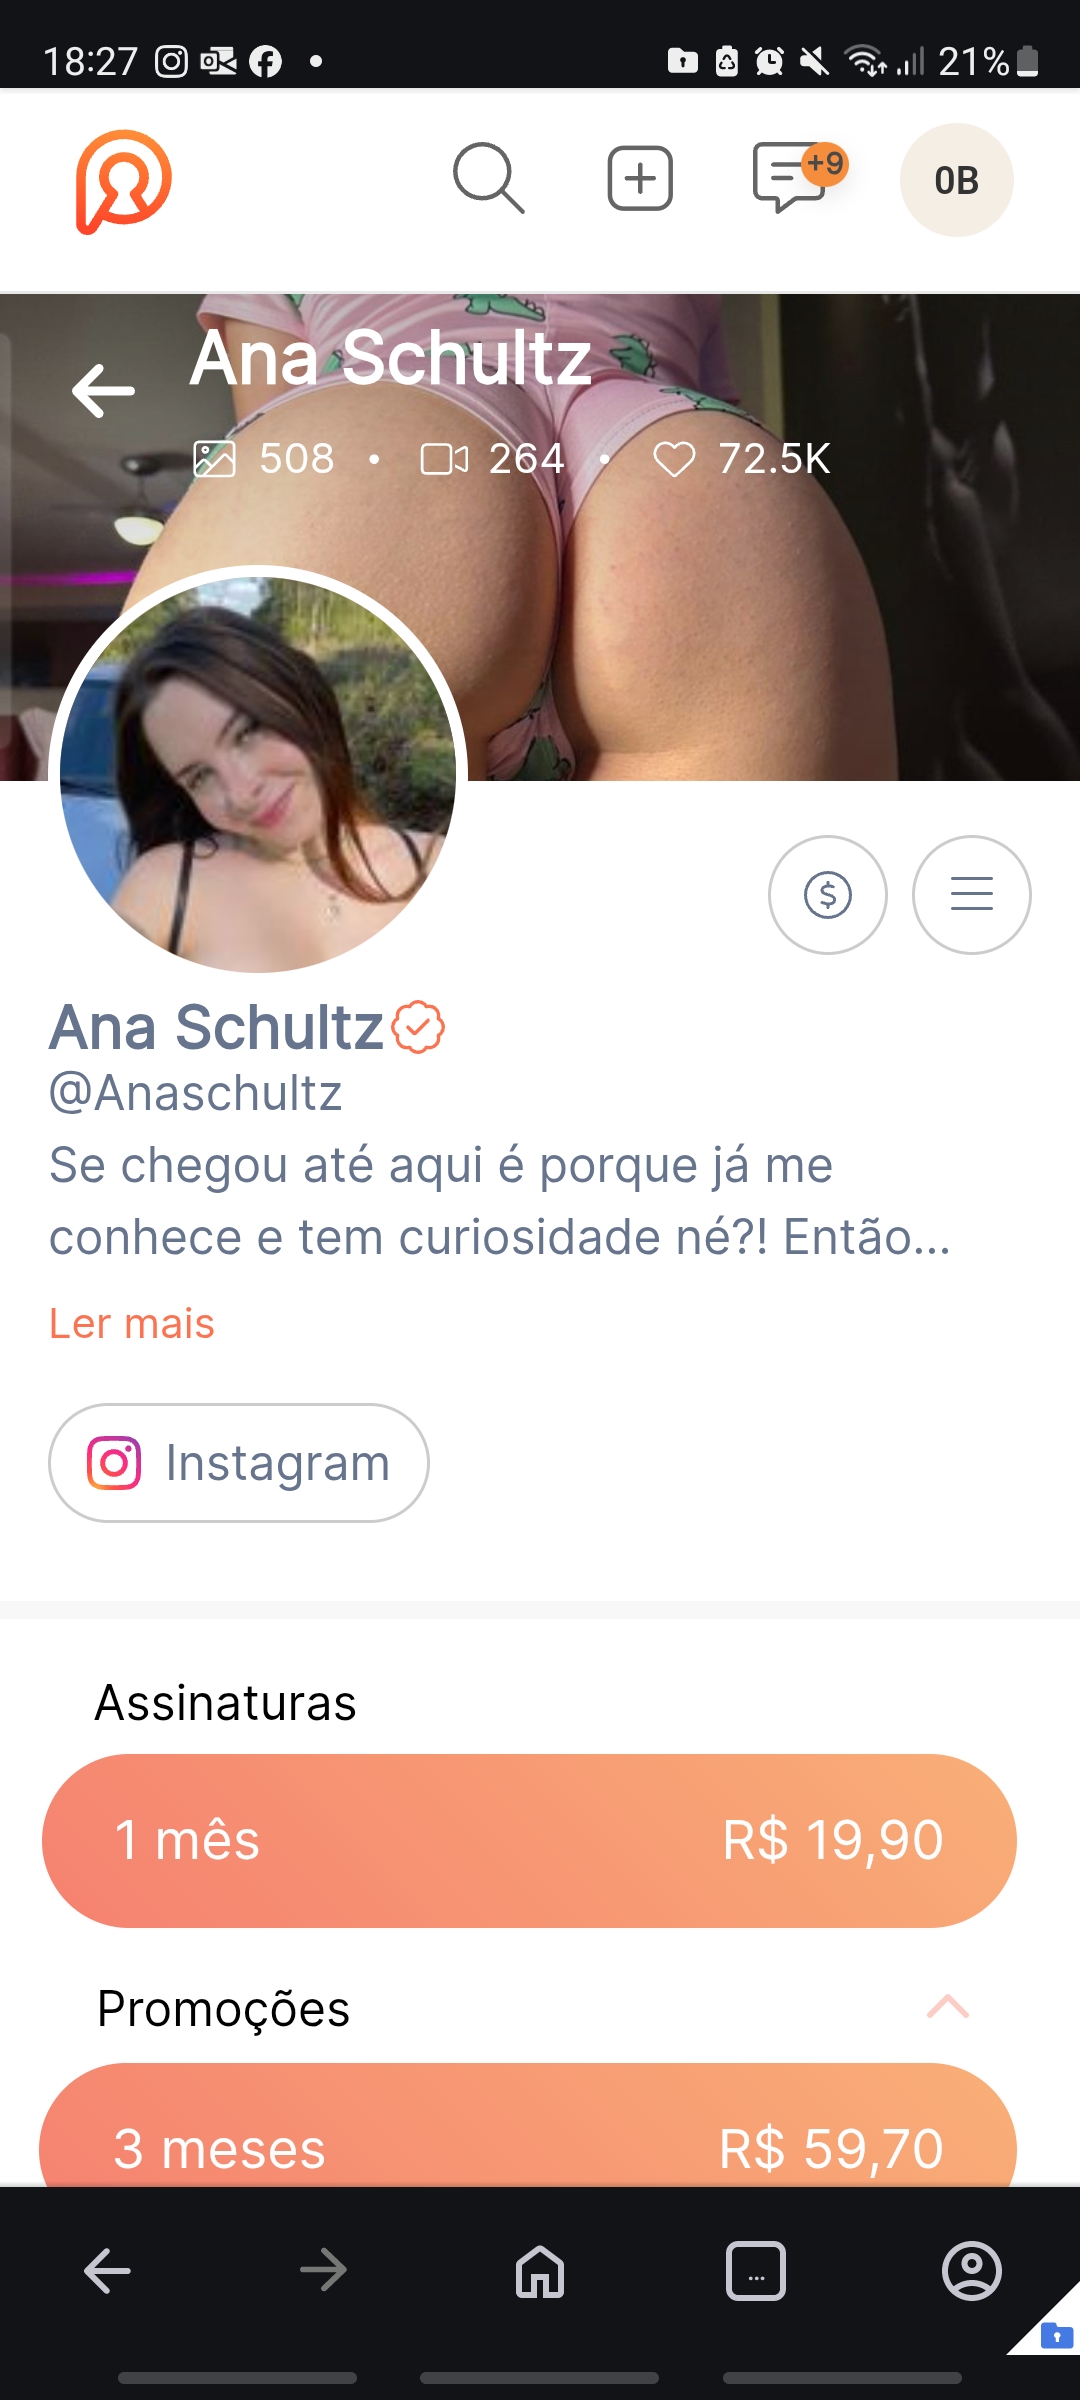 18:27 21%
+9 0B
Ana Schultz
508 • 264 • 72.5K
Ana Schultz
@Anaschultz
Se chegou até aqui é porque já me
conhece e tem curiosidade né?! Então...
Ler mais
Instagram
Assinaturas
1 mês R$ 19,90
Promoções
3 meses R$ 59,70